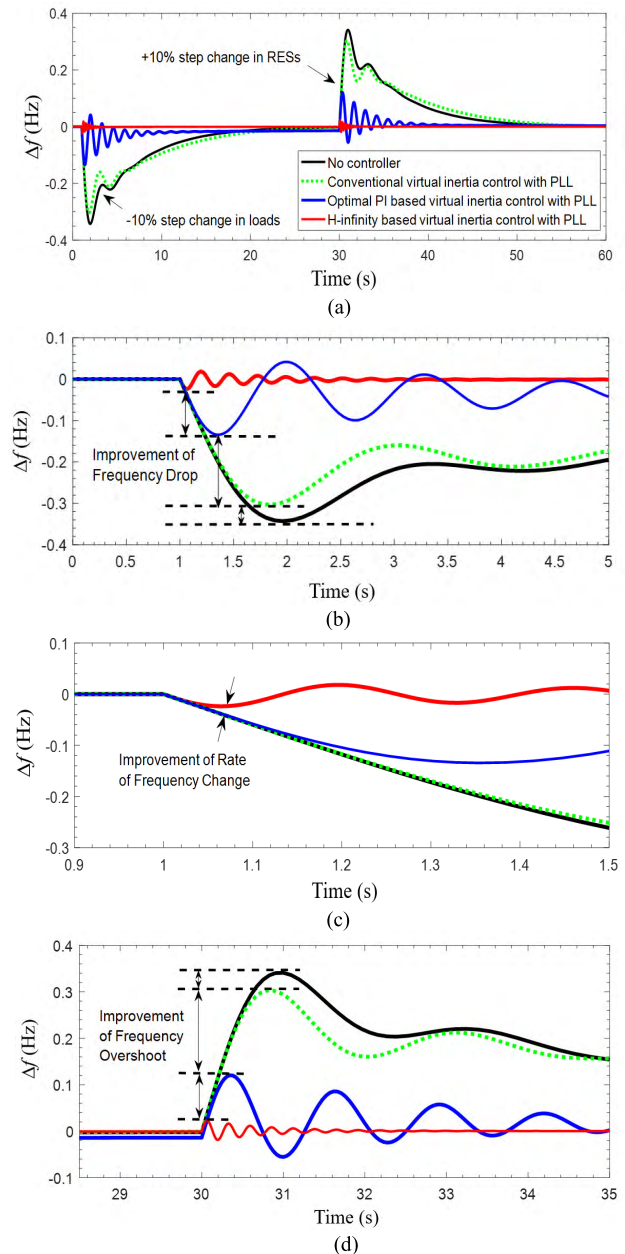 0.4
0.2
0
-0.2
-0.4
Δf (Hz)
+10% step change in RESs
-10% step change in loads
No controller
Conventional virtual inertia control with PLL
Optimal PI based virtual inertia control with PLL
H-infinity based virtual inertia control with PLL
0 10 20 30 40 50 60
Time (s)
(a)
0.1
0
-0.1
-0.2
-0.3
-0.4
Δf (Hz)
Improvement of
Frequency Drop
0 0.5 1 1.5 2 2.5 3 3.5 4 4.5 5
Time (s)
(b)
0.1
0
-0.1
-0.2
-0.3
Δf (Hz)
Improvement of Rate
of Frequency Change
0.9 1 1.1 1.2 1.3 1.4 1.5
Time (s)
(c)
0.4
0.3
0.2
0.1
0
-0.1
Δf (Hz)
Improvement
of Frequency
Overshoot
29 30 31 32 33 34 35
Time (s)
(d)